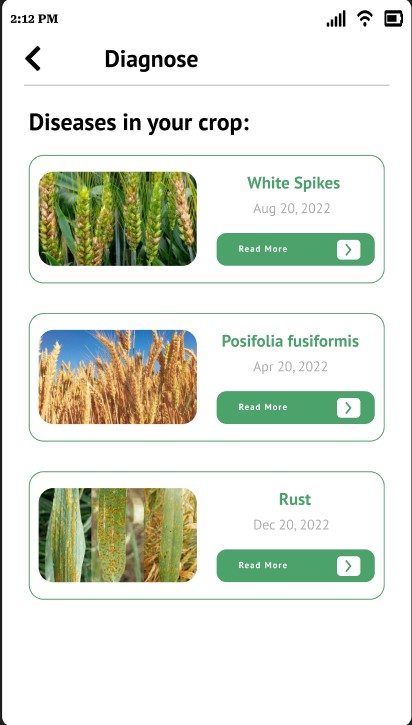 2:12 PM
Diagnose
Diseases in your crop:
White Spikes
Aug 20, 2022
Read More
Posifolia fusiformis
Apr 20, 2022
Read More
Rust
Dec 20, 2022
Read More